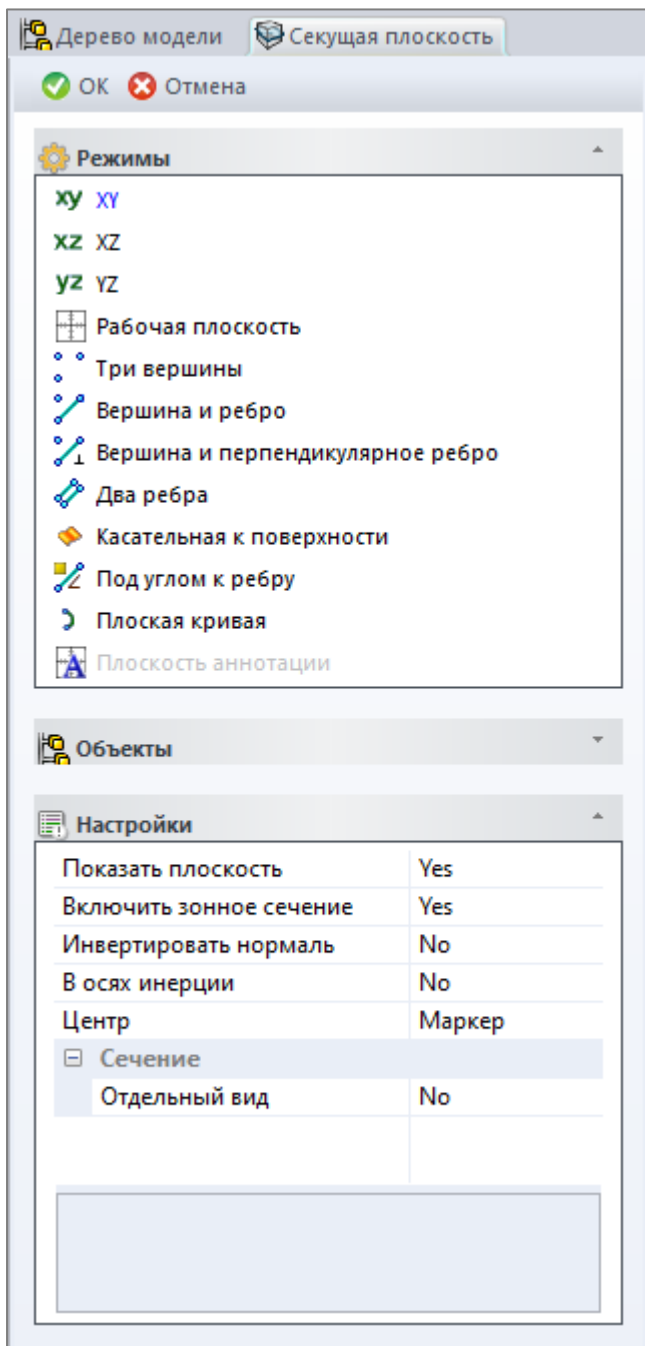 Дерево модели Секущая плоскость
ОК Отмена
Режимы
xy XY
xz XZ
yz YZ
Рабочая плоскость
Три вершины
Вершина и ребро
Вершина и перпендикулярное ребро
Два ребра
Касательная к поверхности
Под углом к ребру
Плоская кривая
A Плоскость аннотации
Объекты
Настройки
Показать плоскость Yes
Включить зонное сечение Yes
Инвертировать нормаль No
В осях инерции No
Центр Маркер
Сечение
Отдельный вид No